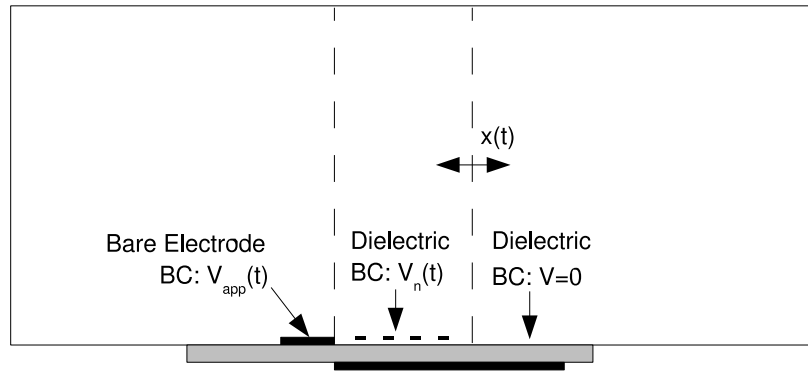 x(t)
Bare Electrode
BC: V_app(t)
Dielectric
BC: V_n(t)
Dielectric
BC: V=0